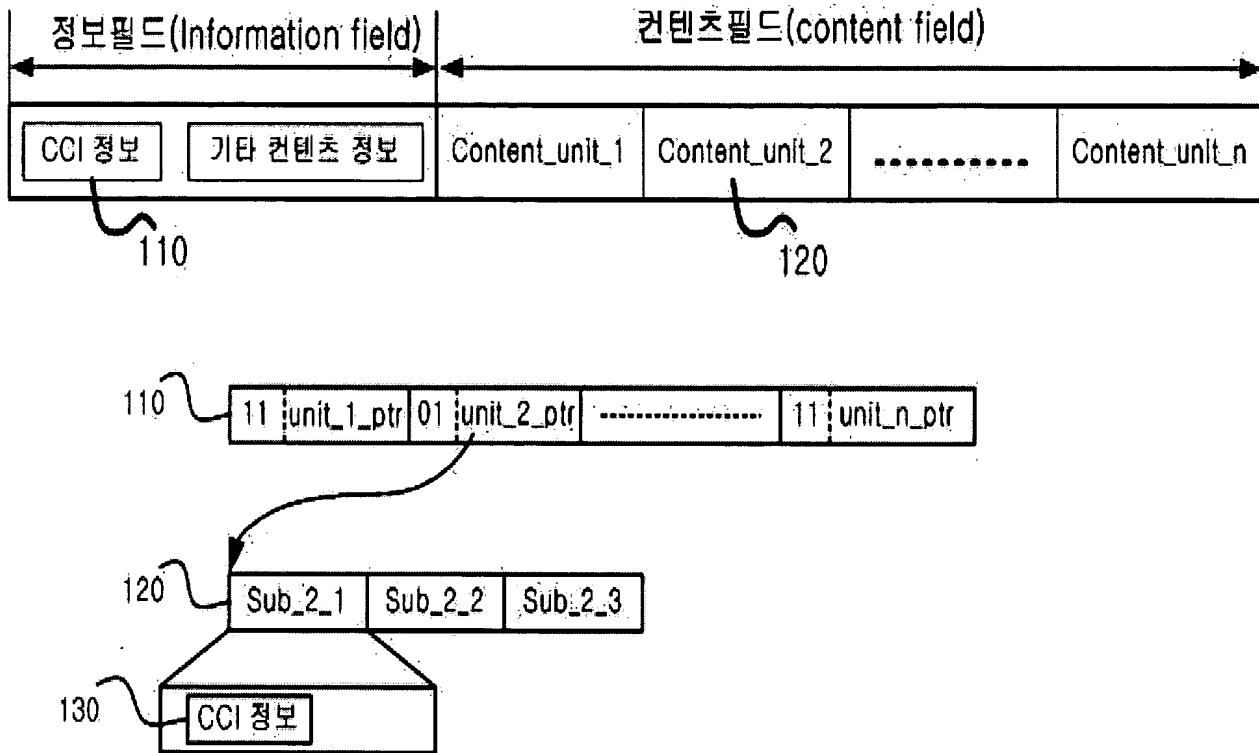 정보필드(Information field) 컨텐츠필드(content field)
CCI 정보 기타 컨텐츠 정보 Content_unit_1 Content_unit_2 Content_unit_n
110 120
110 11 unit_1_ptr 01 unit_2_ptr 11 unit_n_ptr
120 Sub_2_1 Sub_2_2 Sub_2_3
130 CCI 정보